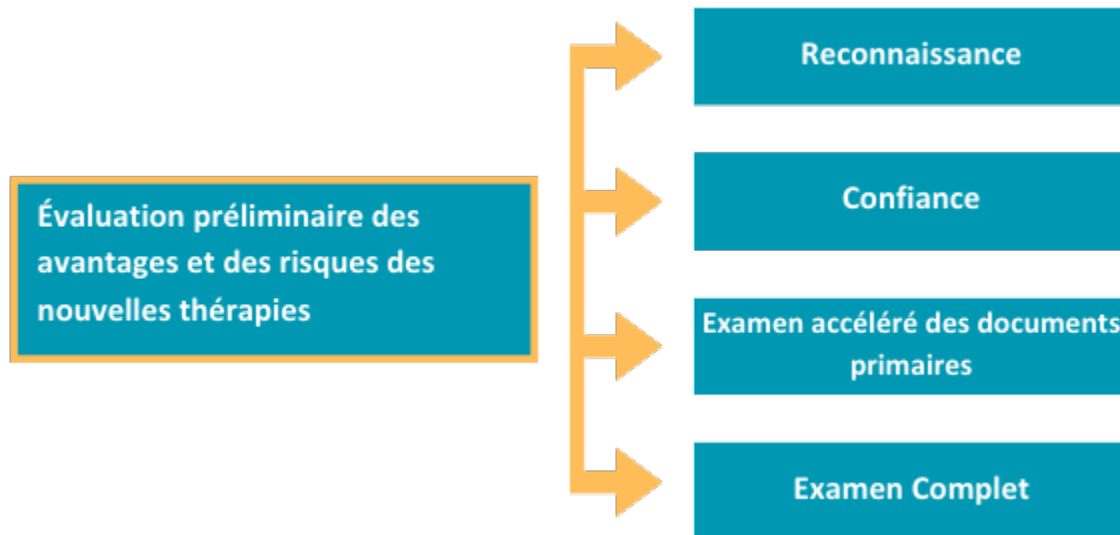 Reconnaissance
Confiance
Évaluation préliminaire des
avantages et des risques des
nouvelles thérapies
Examen accéléré des documents
primaires
Examen Complet